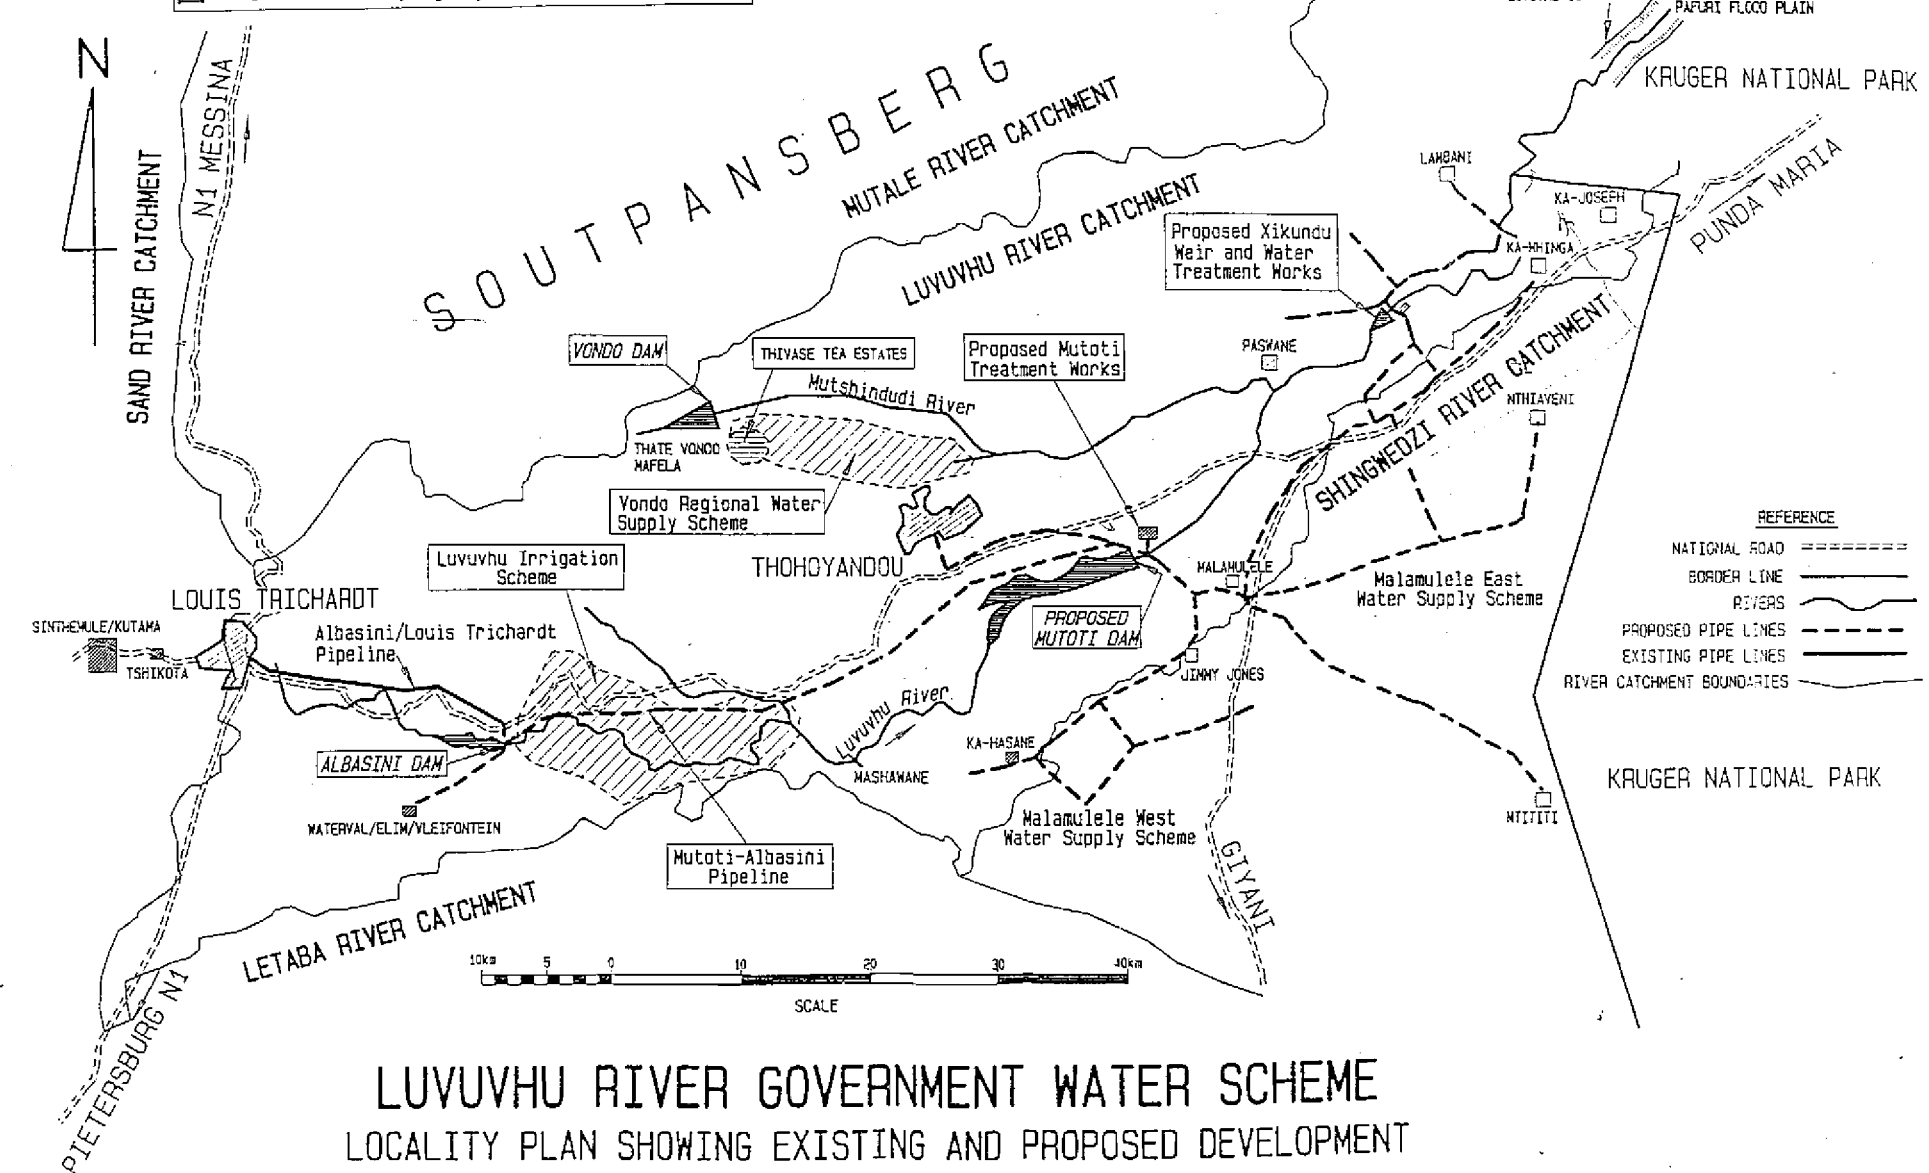 PAFURI FLOOD PLAIN
N
KRUGER NATIONAL PARK
N1 MESSINA
SAND RIVER CATCHMENT
SOUTPANSBERG
MUTALE RIVER CATCHMENT
LUVUVHU RIVER CATCHMENT
LAMBANI
KA-JOSEPH
PUNDA MARIA
KA-MHINGA
Proposed Xikundu
Weir and Water
Treatment Works
SHINGWEDZI RIVER CATCHMENT
VONDO DAM
THIVASE TEA ESTATES
Proposed Mutoti
Treatment Works
PASWANE
Mutshindudi River
NTHIAVENI
THATE VONDO
MAFELA
Vondo Regional Water
Supply Scheme
REFERENCE
NATIONAL ROAD
BORDER LINE
RIVERS
PROPOSED PIPE LINES
EXISTING PIPE LINES
RIVER CATCHMENT BOUNDARIES
Luvuvhu Irrigation
Scheme
THOHOYANDOU
MALAMULELE
Malamulele East
Water Supply Scheme
LOUIS TRICHARDT
SINTHEMULE/KUTAMA
TSHIKOTA
Albasini/Louis Trichardt
Pipeline
PROPOSED
MUTOTI DAM
JIMMY JONES
Luvuvhu River
KA-HASANE
ALBASINI DAM
MASHAWANE
KRUGER NATIONAL PARK
WATERVAL/ELIM/VLEIFONTEIN
Malamulele West
Water Supply Scheme
MTITITI
Mutoti-Albasini
Pipeline
GIYANI
LETABA RIVER CATCHMENT
10km 5 0 10 20 30 40km
SCALE
PIETERSBURG N1
LUVUVHU RIVER GOVERNMENT WATER SCHEME
LOCALITY PLAN SHOWING EXISTING AND PROPOSED DEVELOPMENT